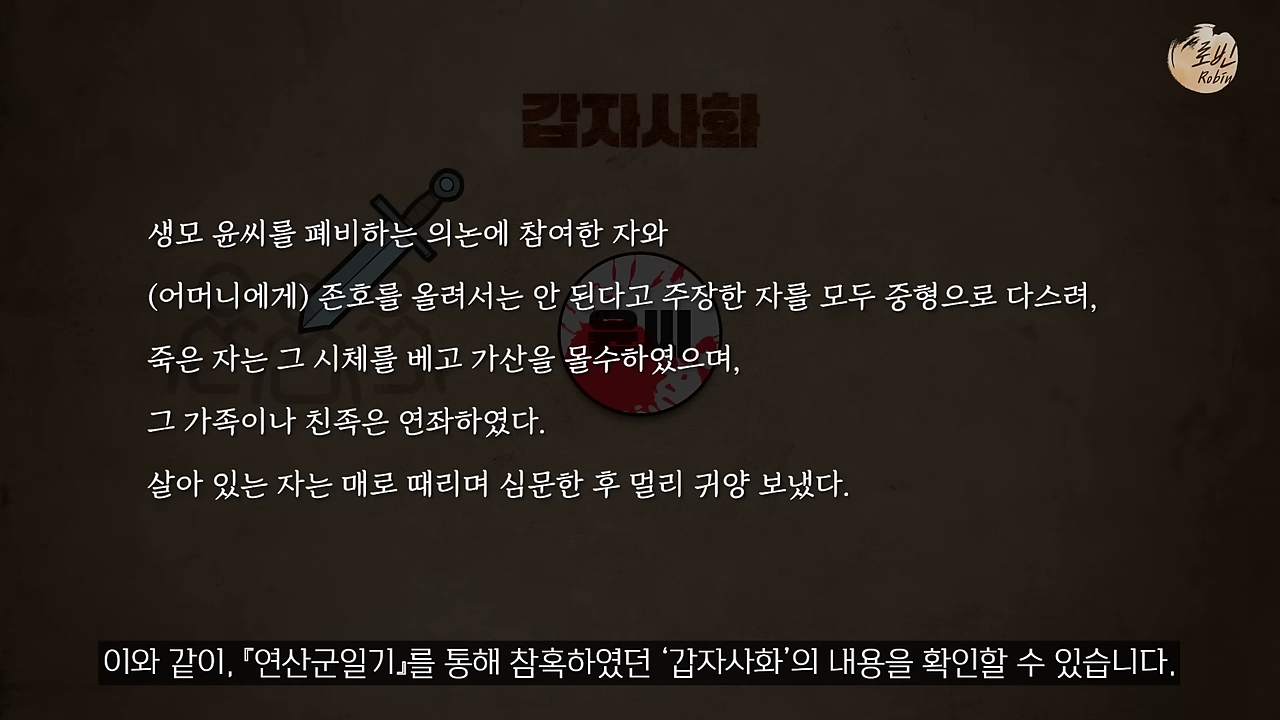 로빈
Robin
갑자사화
생모 윤씨를 폐비하는 의논에 참여한 자와
(어머니에게) 존호를 올려서는 안 된다고 주장한 자를 모두 중형으로 다스려,
윤씨
죽은 자는 그 시체를 베고 가산을 몰수하였으며,
그 가족이나 친족은 연좌하였다.
살아 있는 자는 매로 때리며 심문한 후 멀리 귀양 보냈다.
이와 같이, 『연산군일기』를 통해 참혹하였던 ‘갑자사화’의 내용을 확인할 수 있습니다.